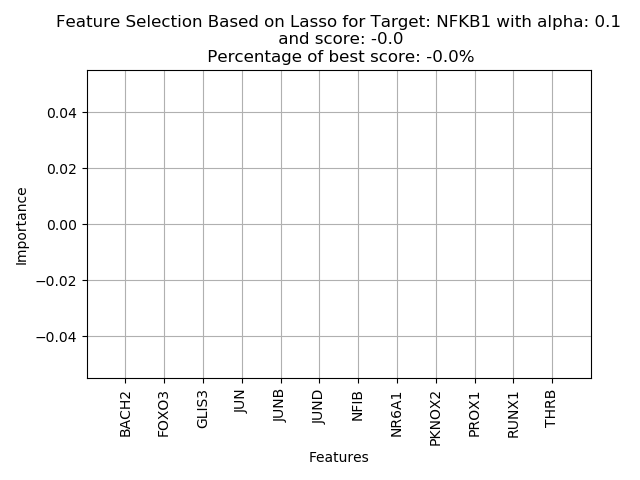 Feature Selection Based on Lasso for Target: NFKB1 with alpha: 0.1
and score: -0.0
Percentage of best score: -0.0%
0.04
0.02
0.00
−0.02
−0.04
Importance
BACH2
FOXO3
GLIS3
JUN
JUNB
JUND
NFIB
NR6A1
PKNOX2
PROX1
RUNX1
THRB
Features